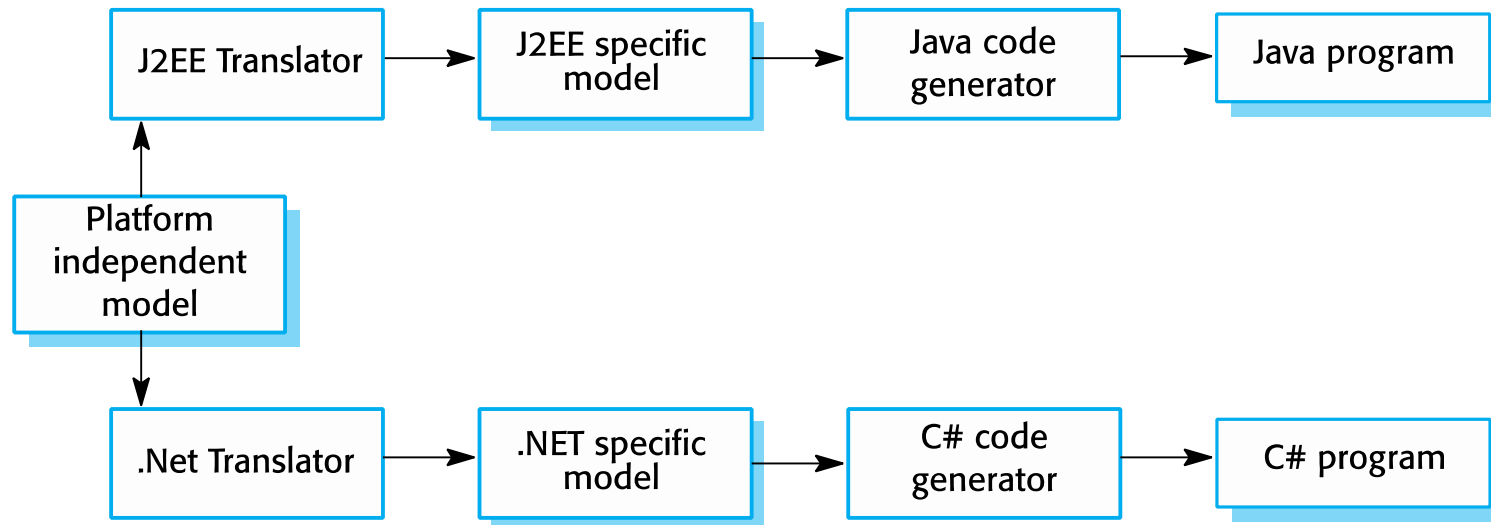 J2EE Translator
J2EE specific
model
Java code
generator
Java program
Platform
independent
model
.Net Translator
.NET specific
model
C# code
generator
C# program